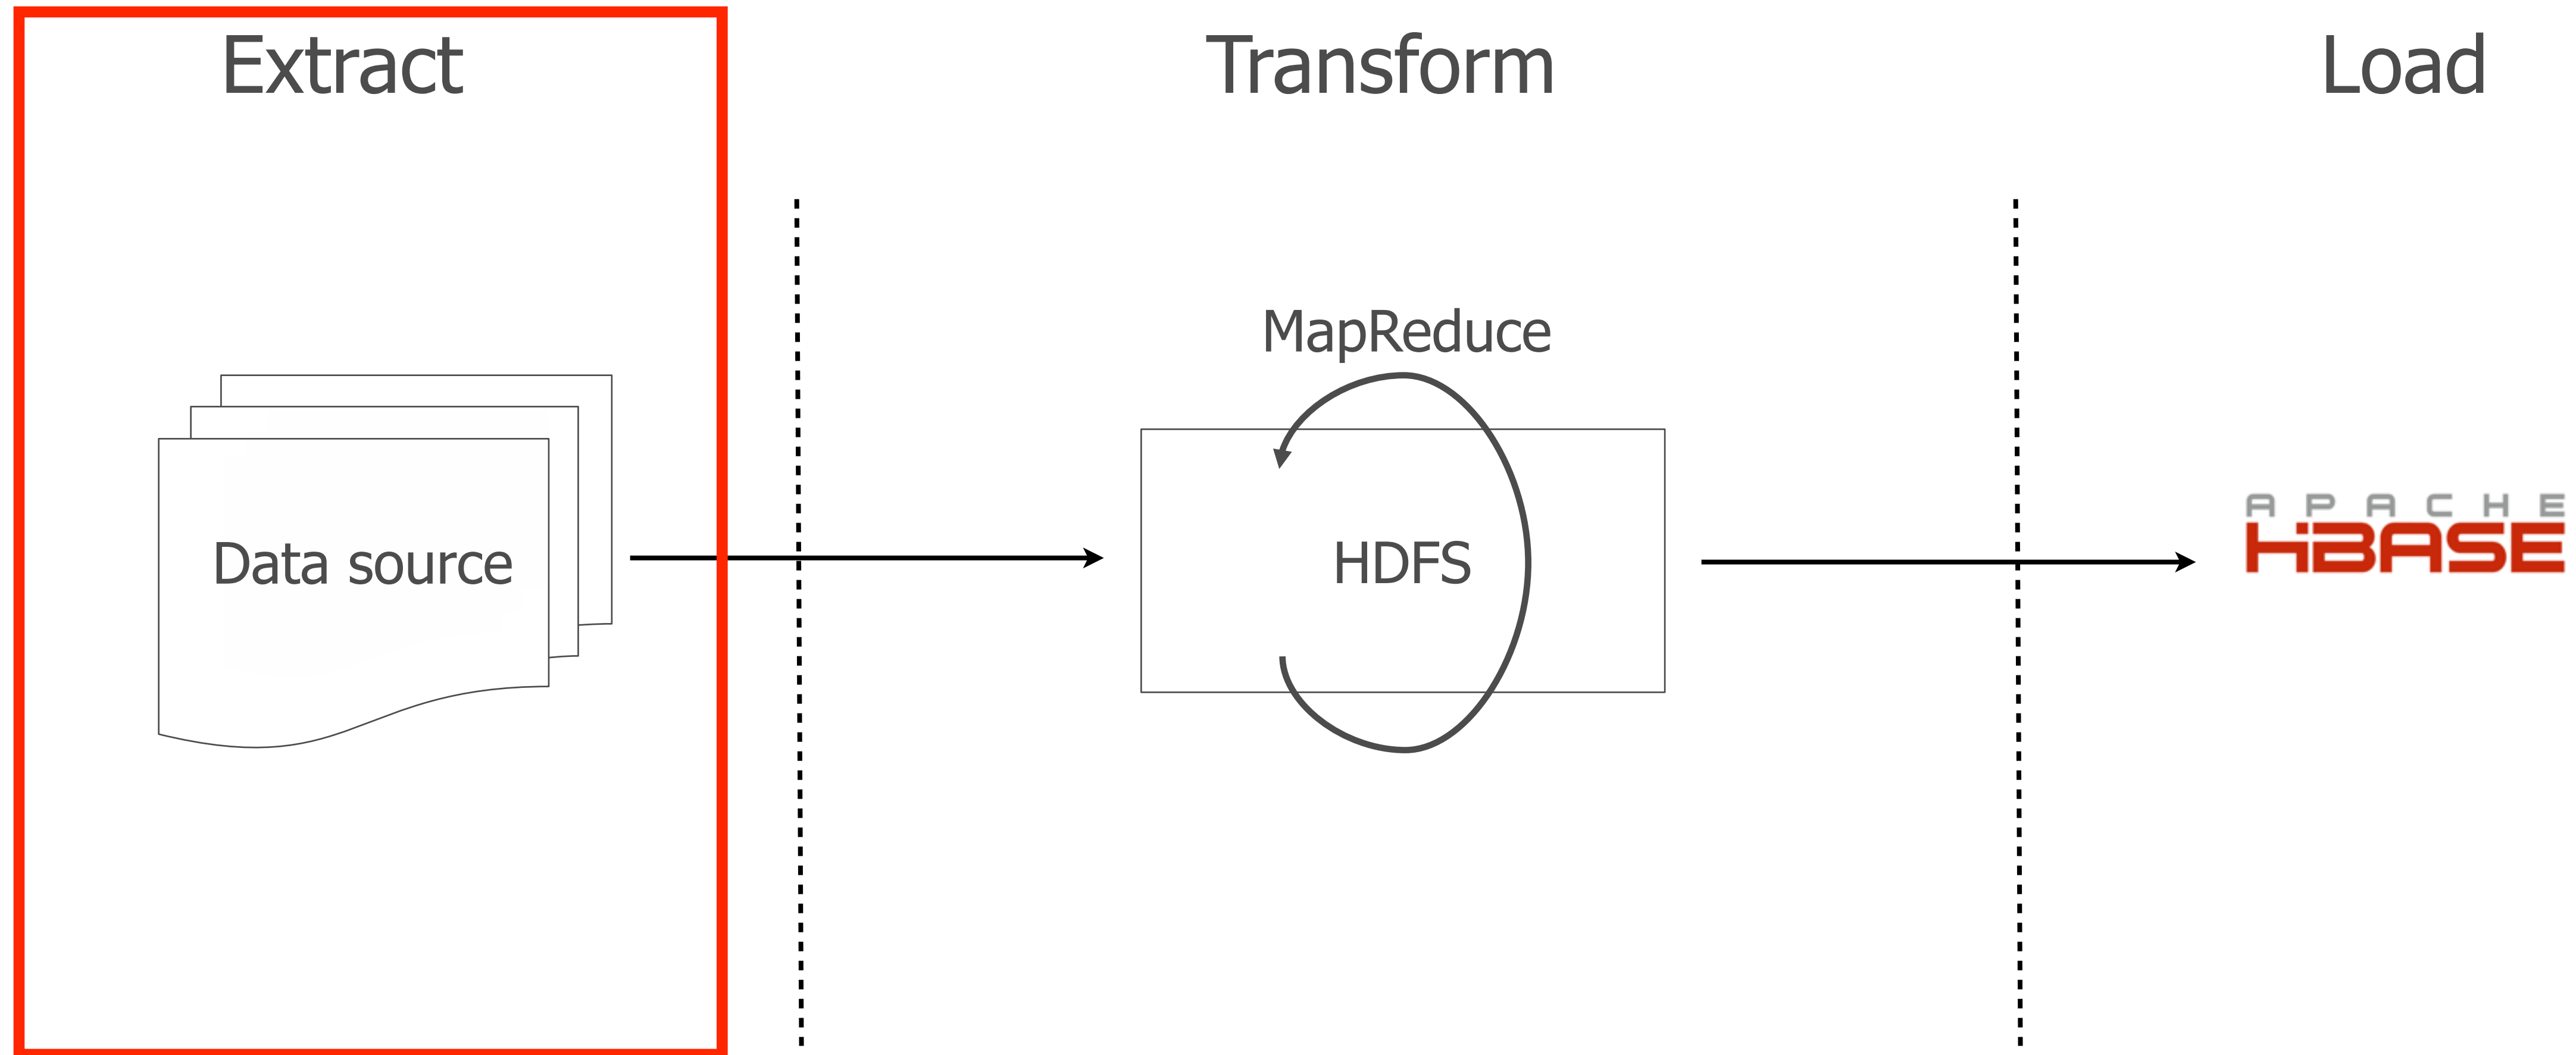 Extract
Transform
Load
MapReduce
Data source
HDFS
APACHE
HBASE